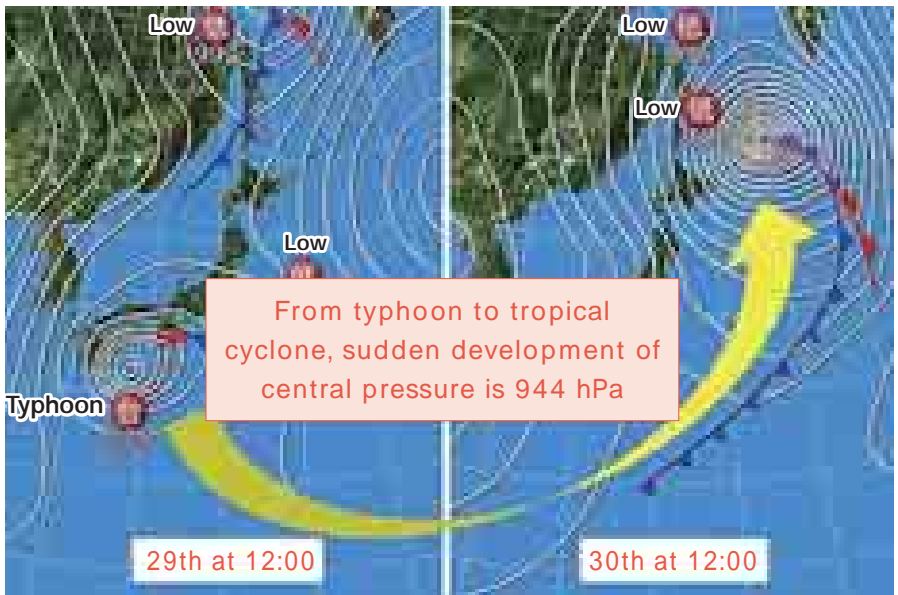 Low
Low
Typhoon
29th at 12:00
Low
Low
30th at 12:00
From typhoon to tropical
cyclone, sudden development of
central pressure is 944 hPa